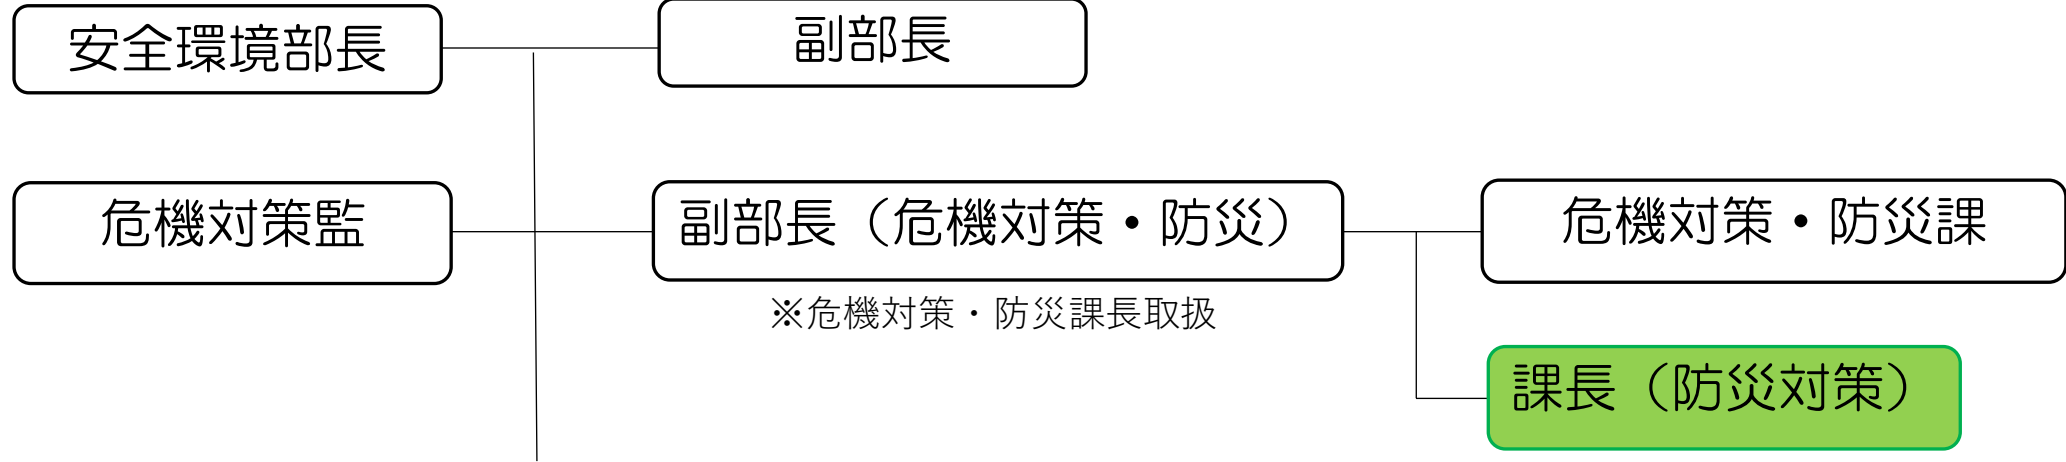 安全環境部長
副部長
危機対策監
副部長（危機対策・防災）
危機対策・防災課
※危機対策・防災課長取扱
課長（防災対策）